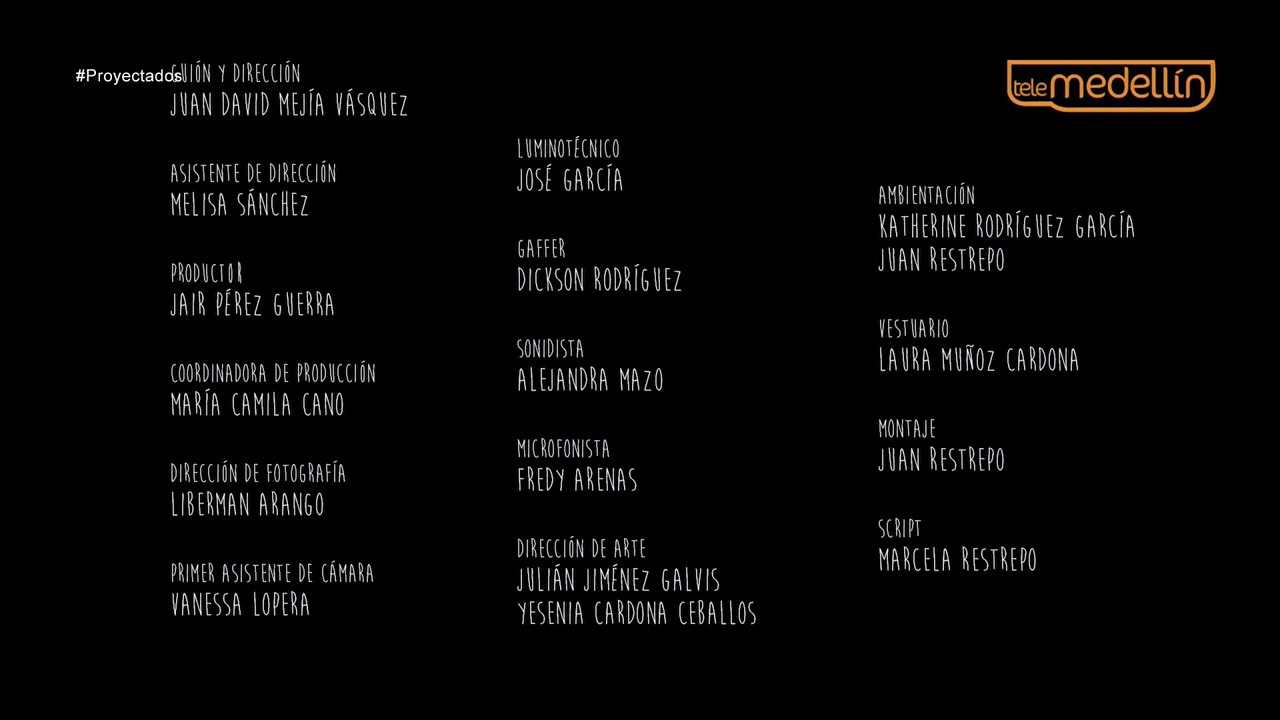 #Proyectados
GUIÓN Y DIRECCIÓN
JUAN DAVID MEJÍA VÁSQUEZ
ASISTENTE DE DIRECCIÓN
MELISA SÁNCHEZ
PRODUCTOR
JAIR PÉREZ GUERRA
COORDINADORA DE PRODUCCIÓN
MARÍA CAMILA CANO
DIRECCIÓN DE FOTOGRAFÍA
LIBERMAN ARANGO
PRIMER ASISTENTE DE CÁMARA
VANESSA LOPERA
LUMINOTÉCNICO
JOSÉ GARCÍA
GAFFER
DICKSON RODRÍGUEZ
SONIDISTA
ALEJANDRA MAZO
MICROFONISTA
FREDY ARENAS
DIRECCIÓN DE ARTE
JULIÁN JIMÉNEZ GALVIS
YESENIA CARDONA CEBALLOS
telemedellín
AMBIENTACIÓN
KATHERINE RODRÍGUEZ GARCÍA
JUAN RESTREPO
VESTUARIO
LAURA MUÑOZ CARDONA
MONTAJE
JUAN RESTREPO
SCRIPT
MARCELA RESTREPO